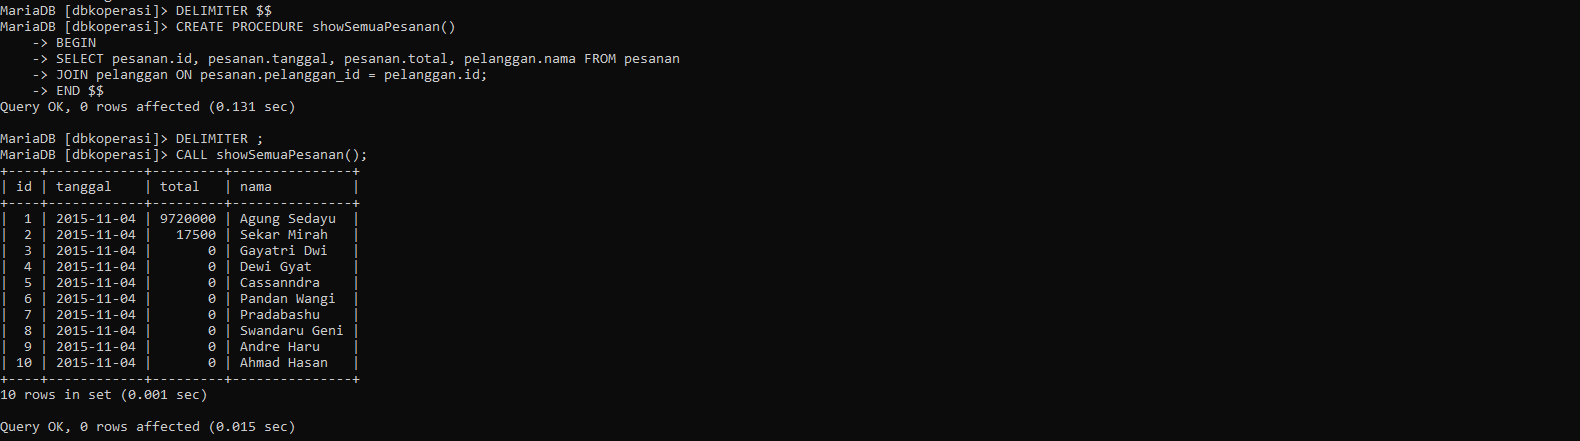 MariaDB [dbkoperasi]> DELIMITER $$
MariaDB [dbkoperasi]> CREATE PROCEDURE showSemuaPesanan()
    -> BEGIN
    -> SELECT pesanan.id, pesanan.tanggal, pesanan.total, pelanggan.nama FROM pesanan
    -> JOIN pelanggan ON pesanan.pelanggan_id = pelanggan.id;
    -> END $$
Query OK, 0 rows affected (0.131 sec)

MariaDB [dbkoperasi]> DELIMITER ;
MariaDB [dbkoperasi]> CALL showSemuaPesanan();
+----+------------+---------+---------------+
| id | tanggal    | total   | nama          |
+----+------------+---------+---------------+
|  1 | 2015-11-04 | 9720000 | Agung Sedayu  |
|  2 | 2015-11-04 |   17500 | Sekar Mirah   |
|  3 | 2015-11-04 |       0 | Gayatri Dwi   |
|  4 | 2015-11-04 |       0 | Dewi Gyat     |
|  5 | 2015-11-04 |       0 | Cassanndra    |
|  6 | 2015-11-04 |       0 | Pandan Wangi  |
|  7 | 2015-11-04 |       0 | Pradabashu    |
|  8 | 2015-11-04 |       0 | Swandaru Geni |
|  9 | 2015-11-04 |       0 | Andre Haru    |
| 10 | 2015-11-04 |       0 | Ahmad Hasan   |
+----+------------+---------+---------------+
10 rows in set (0.001 sec)

Query OK, 0 rows affected (0.015 sec)